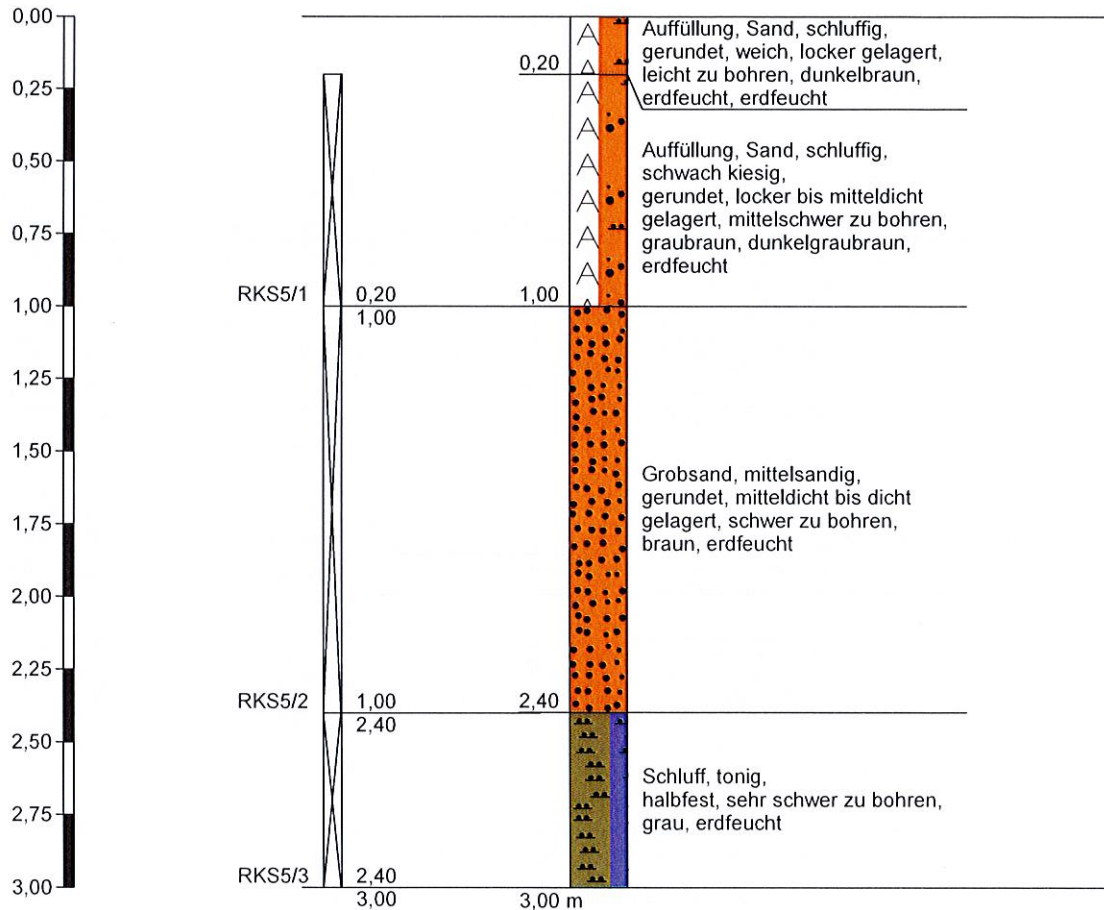 0,00
0,25
0,50
0,75
1,00
1,25
1,50
1,75
2,00
2,25
2,50
2,75
3,00
RKS5/1
0,20
1,00
RKS5/2
1,00
2,40
RKS5/3
2,40
3,00
0,20
1,00
2,40
3,00 m
Auffüllung, Sand, schluffig,
gerundet, weich, locker gelagert,
leicht zu bohren, dunkelbraun,
erdfeucht, erdfeucht
Auffüllung, Sand, schluffig,
schwach kiesig,
gerundet, locker bis mitteldicht
gelagert, mittelschwer zu bohren,
graubraun, dunkelgraubraun,
erdfeucht
Grobsand, mittelsandig,
gerundet, mitteldicht bis dicht
gelagert, schwer zu bohren,
braun, erdfeucht
Schluff, tonig,
halbfest, sehr schwer zu bohren,
grau, erdfeucht